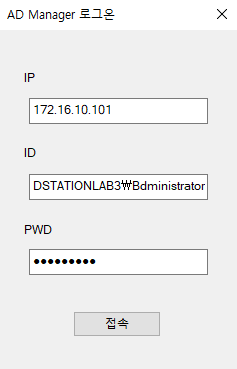 AD Manager 로그온
IP
172.16.10.101
ID
DSTATIONLAB3₩Bdministrator
PWD
●●●●●●●●●
접속